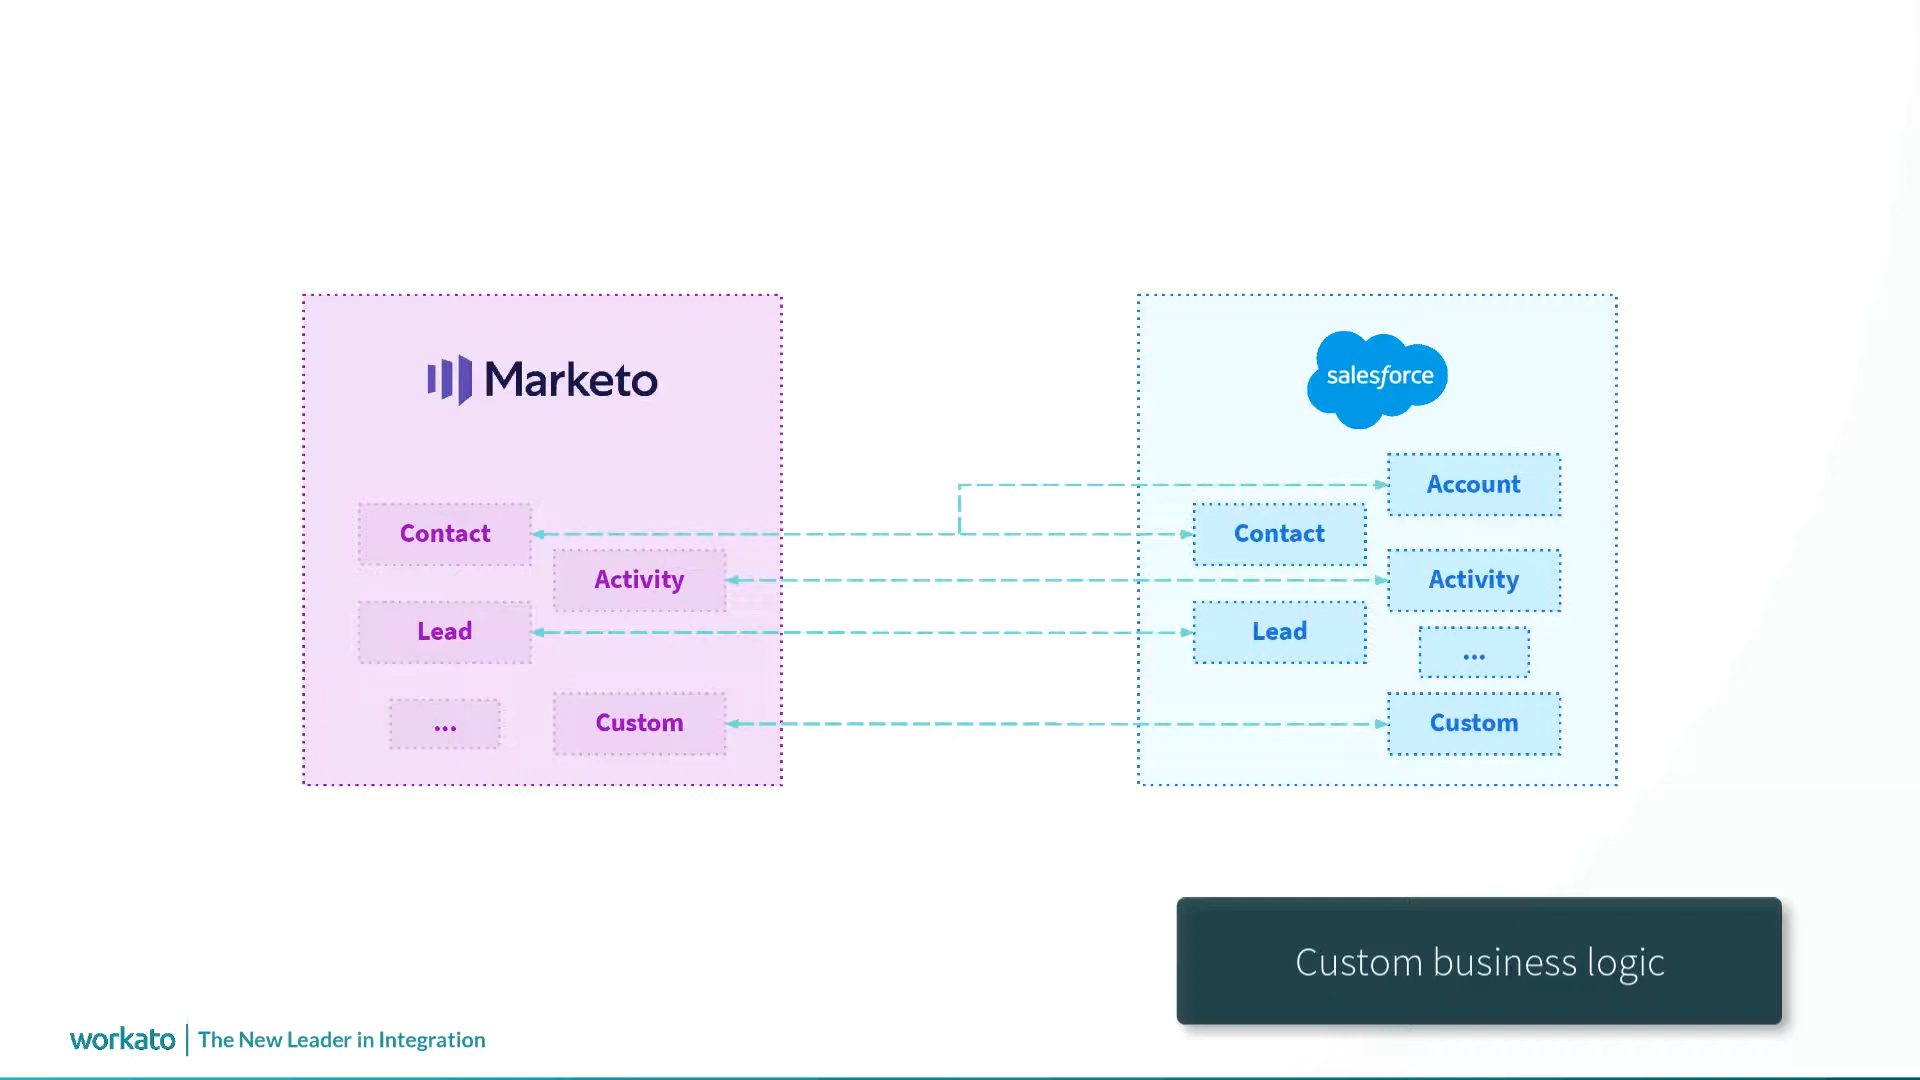 Marketo
Contact
Activity
Lead
...
Custom
salesforce
Account
Contact
Activity
Lead
...
Custom
Custom business logic
workato | The New Leader in Integration